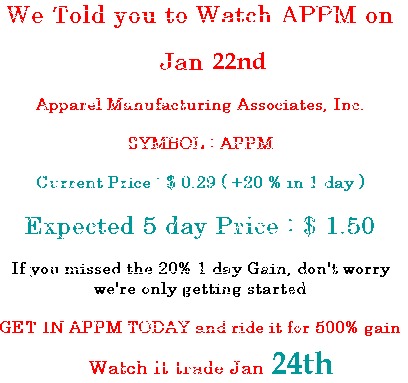 We Told you to Watch APPM on
Jan 22nd
Apparel Manufacturing Associates, Inc.
SYMBOL : APPM
Current Price : $ 0.29 ( +20 % in 1 day )
Expected 5 day Price : $ 1.50
If you missed the 20% 1 day Gain, don't worry
we're only getting started
GET IN APPM TODAY and ride it for 500% gain
Watch it trade Jan 24th